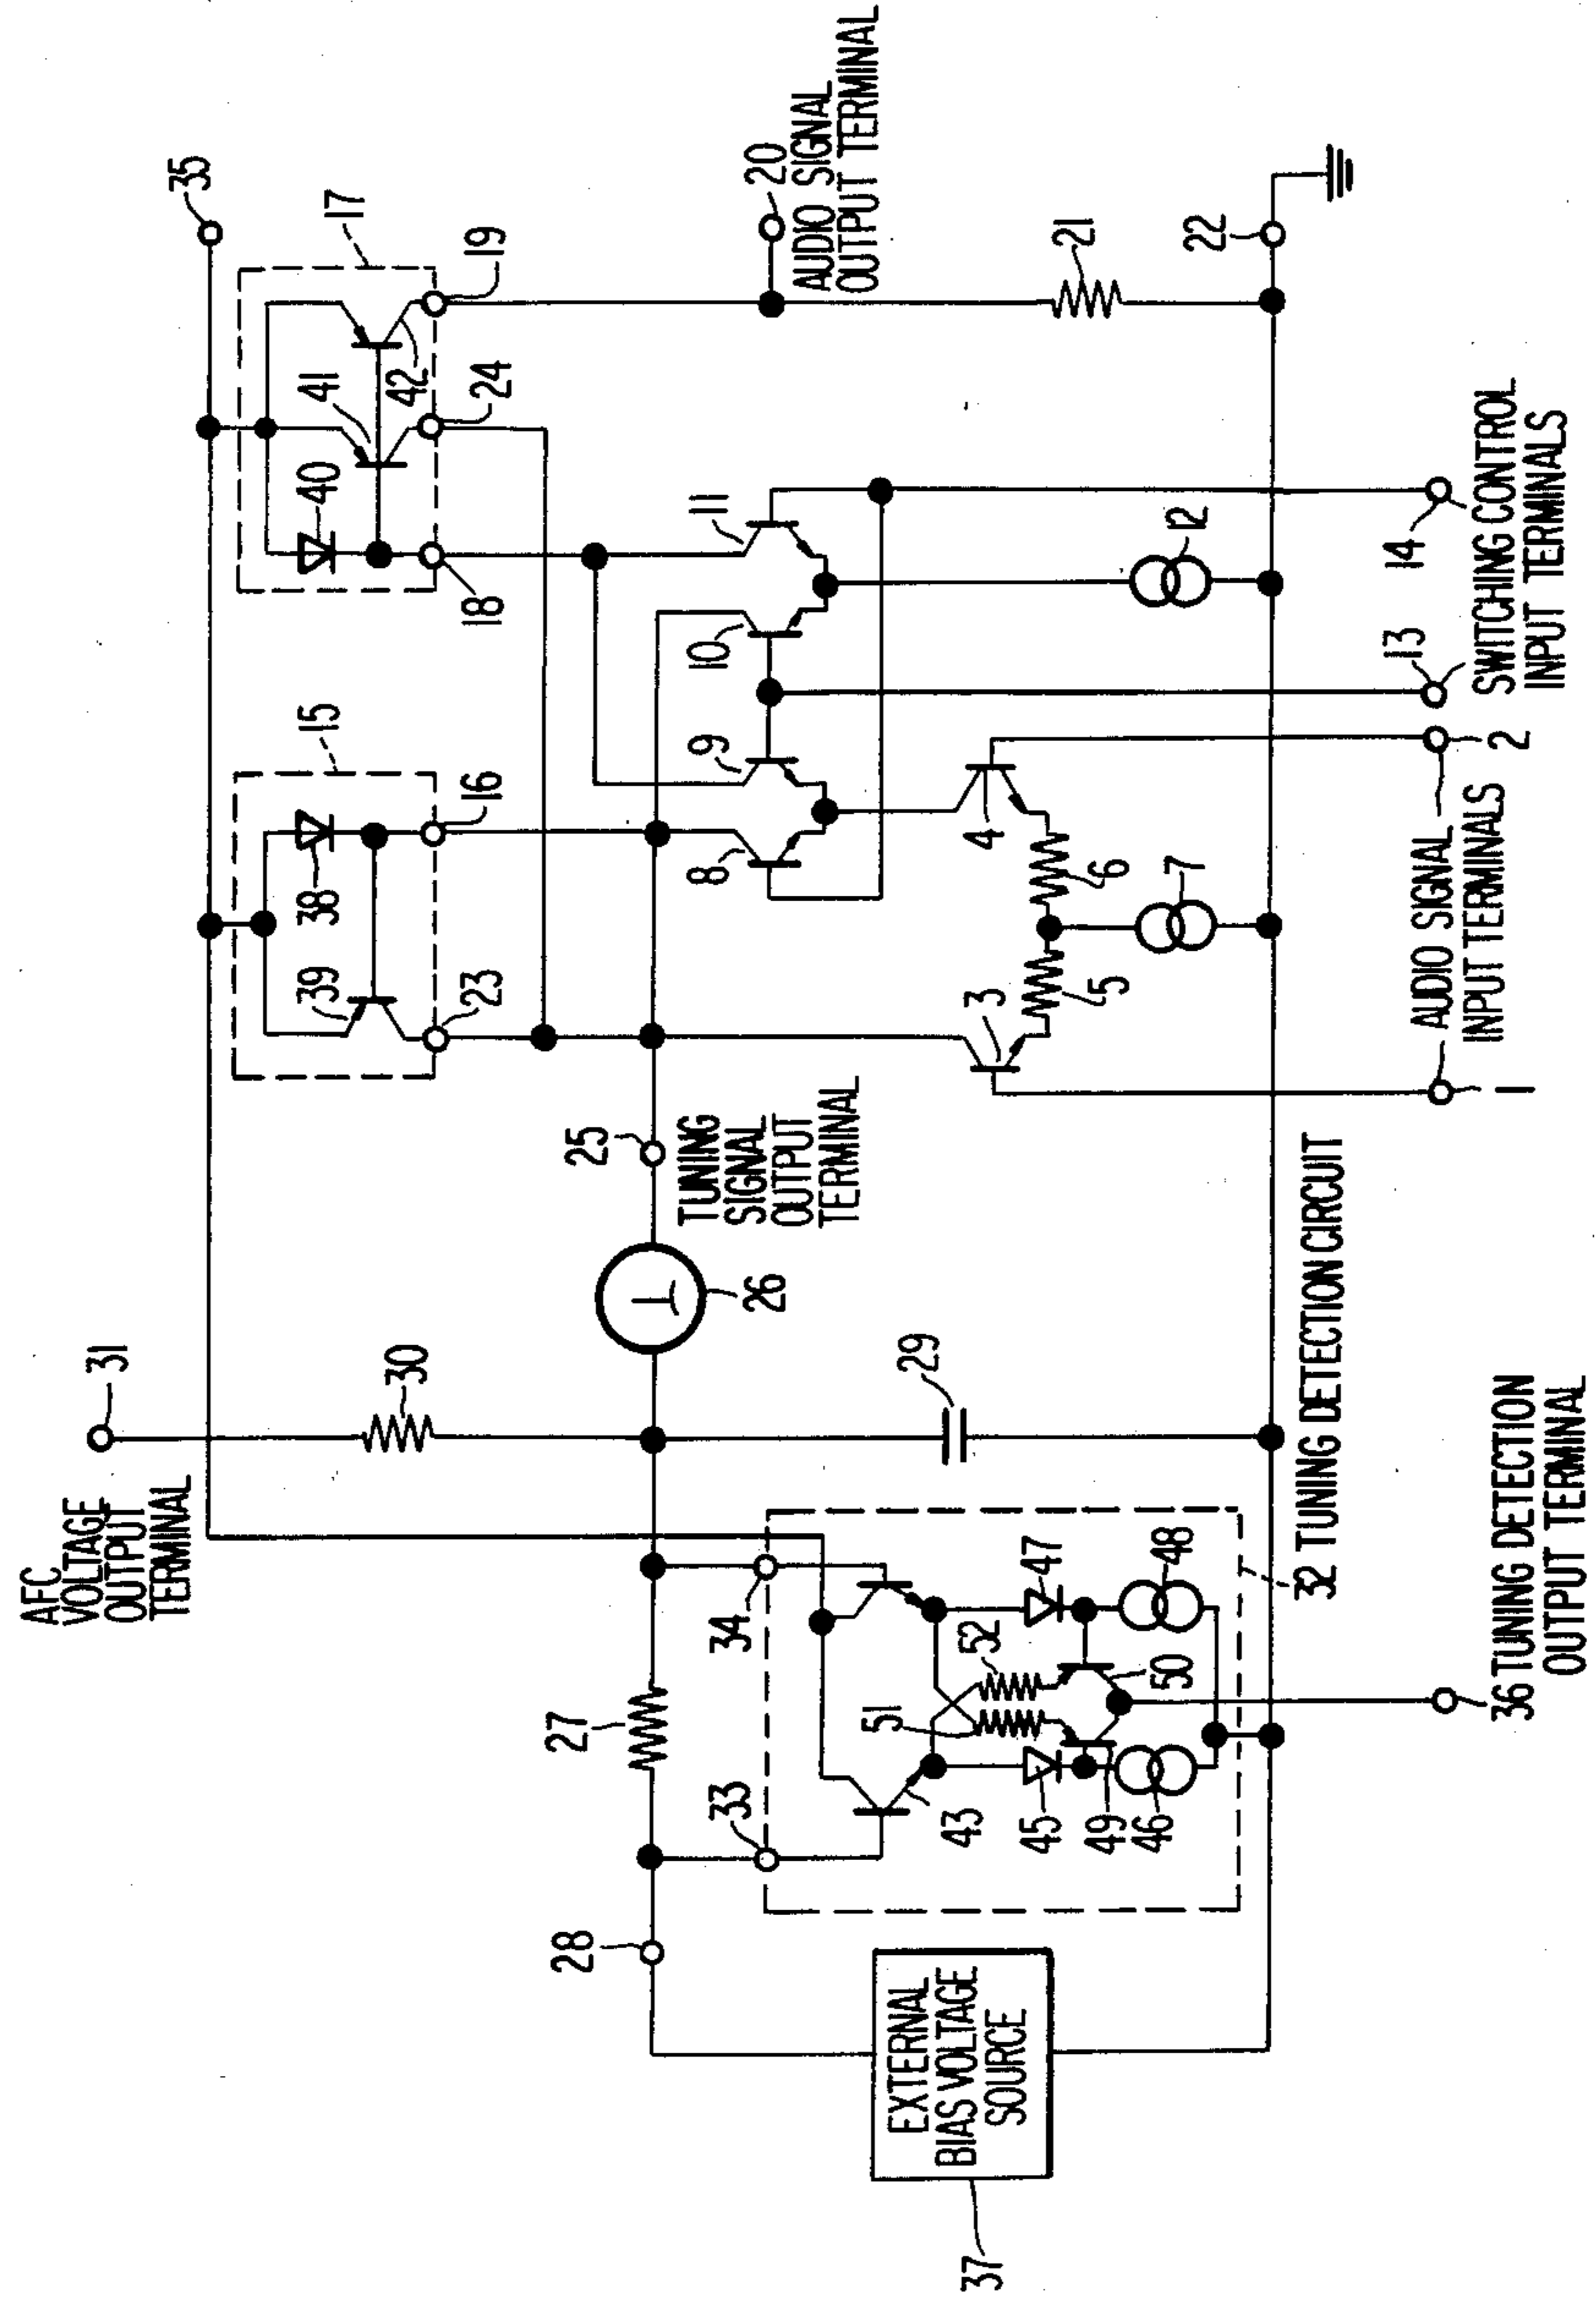 AFC
VOLTAGE
OUTPUT
TERMINAL
31
30
35
15
38
39
16
23
17
40
41
42
18
24
19
28
27
33
34
26
25
TUNING
SIGNAL
OUTPUT
TERMINAL
29
8
9
10
11
20
AUDIO SIGNAL
OUTPUT TERMINAL
21
22
43
52
51
47
48
45
49
46
50
3
4
5
6
7
12
EXTERNAL
BIAS VOLTAGE
SOURCE
37
32 TUNING DETECTION CIRCUIT
36 TUNING DETECTION
OUTPUT TERMINAL
1
AUDIO SIGNAL
INPUT TERMINALS
2
13
14
SWITCHING CONTROL
INPUT TERMINALS